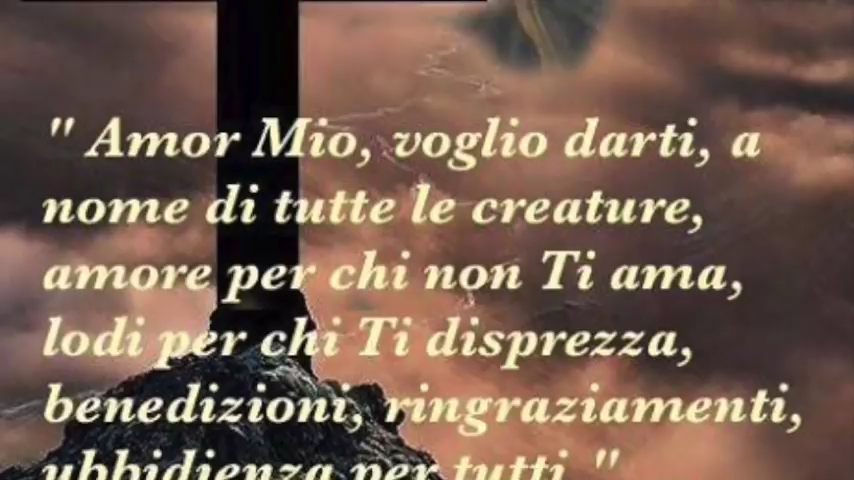 " Amor Mio, voglio darti, a
nome di tutte le creature,
amore per chi non Ti ama,
lodi per chi Ti disprezza,
benedizioni, ringraziamenti,
ubbidienza per tutti "